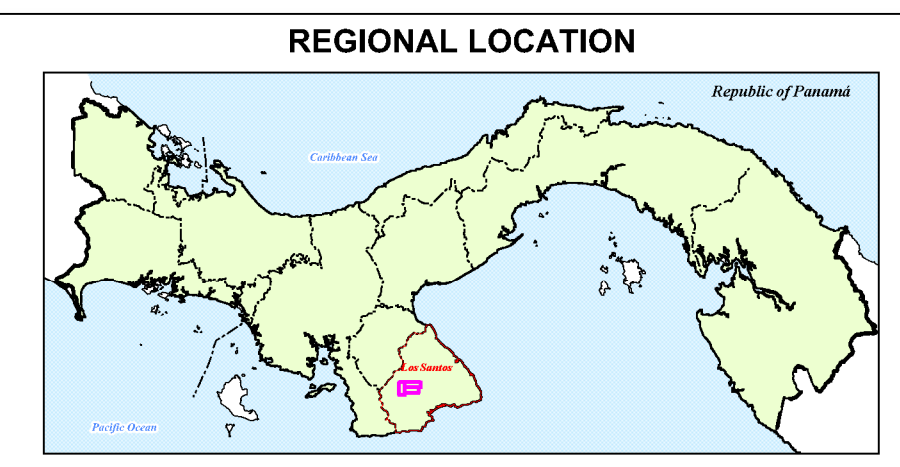 REGIONAL LOCATION
Republic of Panamá
Caribbean Sea
Los Santos
Pacific Ocean